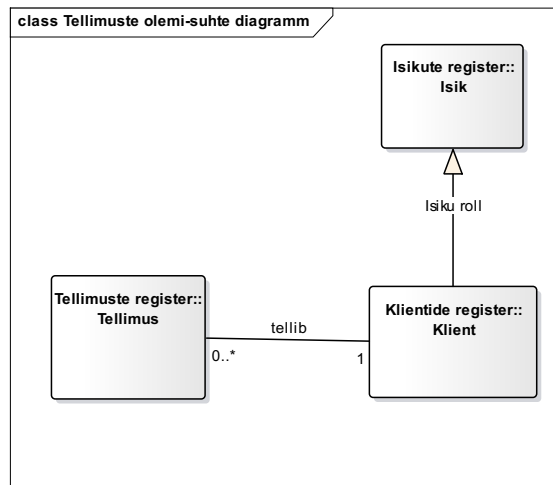 class Tellimuste olemi-suhte diagramm
Isikute register::
Isik
Isiku roll
Tellimuste register::
Tellimus
Klientide register::
Klient
tellib
0..*
1